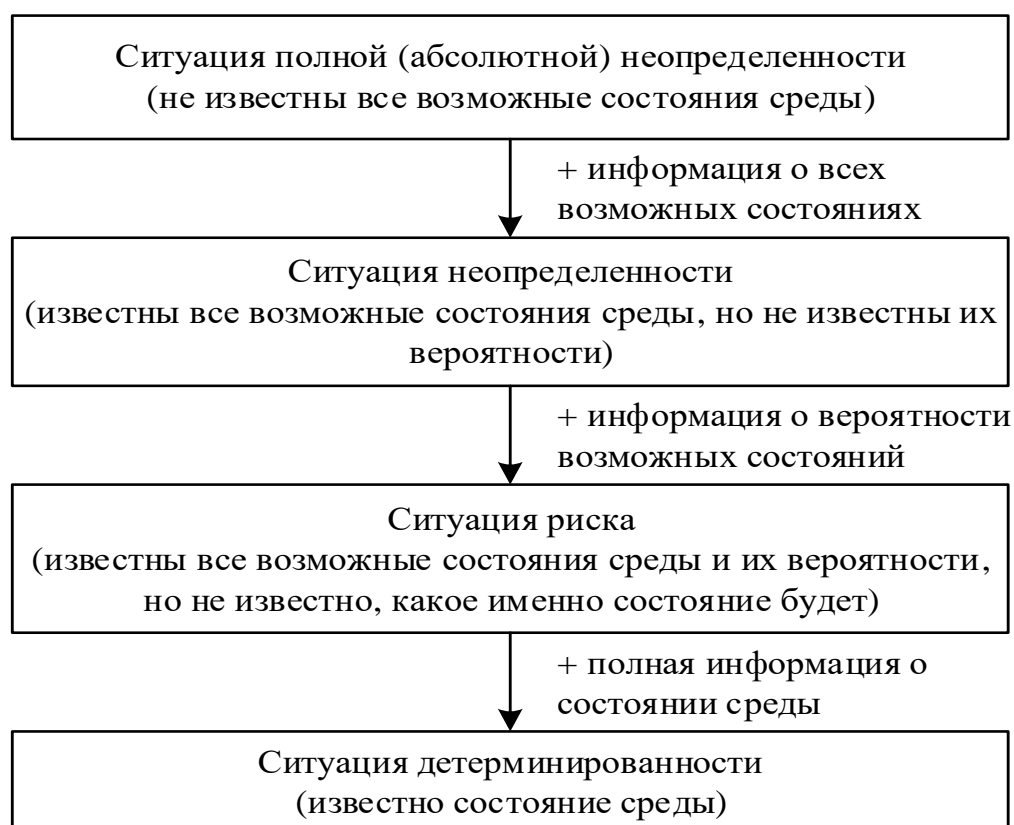 Ситуация полной (абсолютной) неопределенности
(не известны все возможные состояния среды)
+ информация о всех
возможных состояниях
Ситуация неопределенности
(известны все возможные состояния среды, но не известны их
вероятности)
+ информация о вероятности
возможных состояний
Ситуация риска
(известны все возможные состояния среды и их вероятности,
но не известно, какое именно состояние будет)
+ полная информация о
состоянии среды
Ситуация детерминированности
(известно состояние среды)